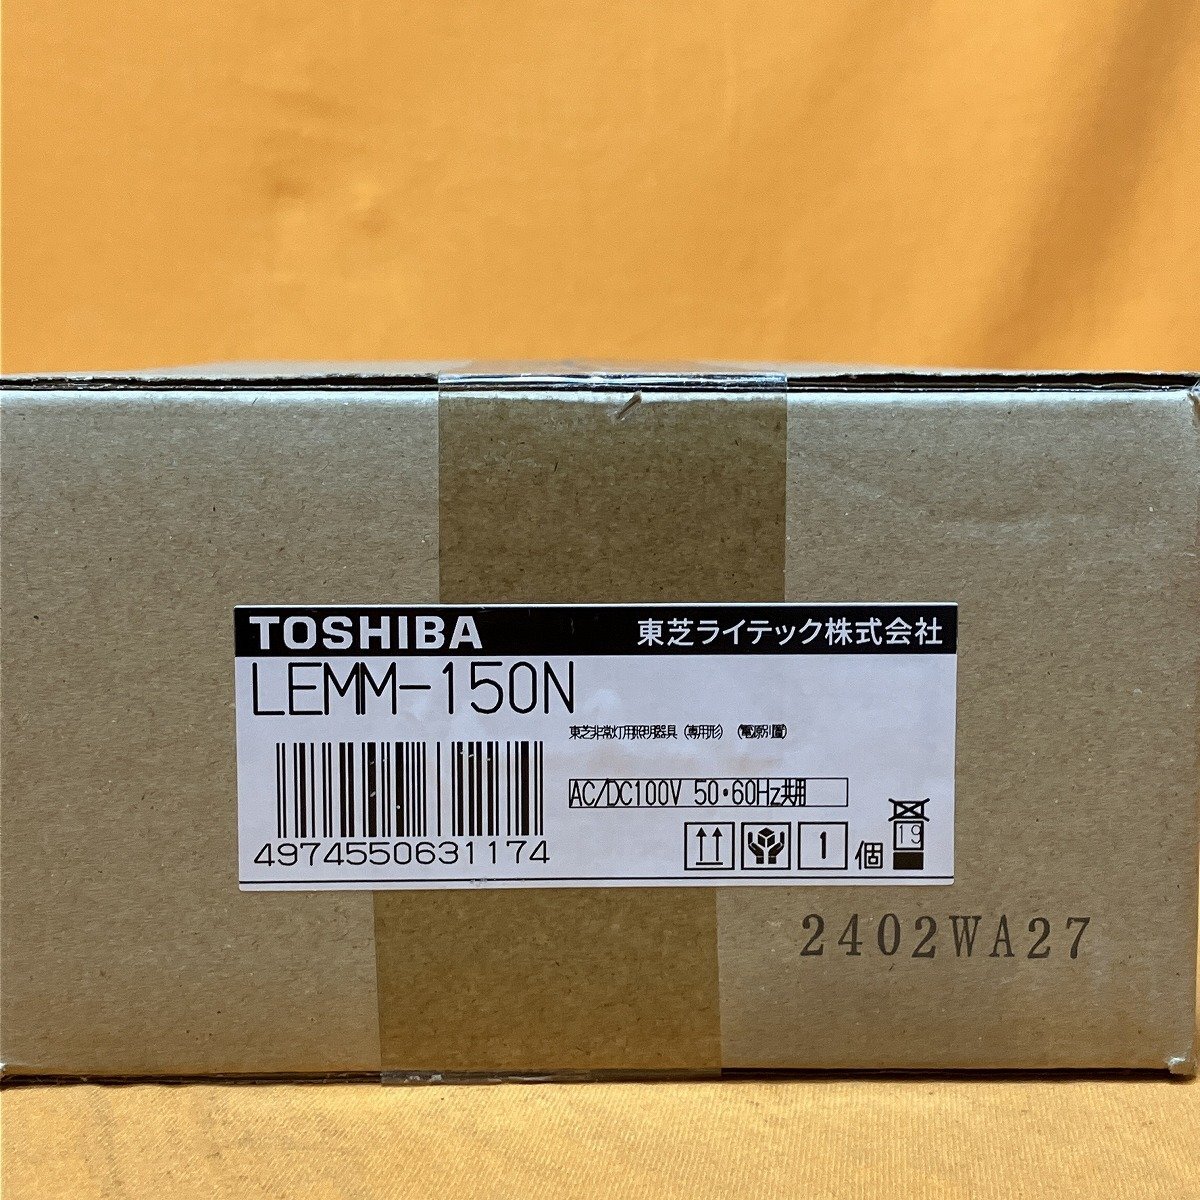 TOSHIBA 東芝ライテック株式会社
LEMM-150N
東芝非常灯用照明器具（専用形）（電源別置）
AC/DC100V 50・60Hz共用
4974550631174
1 個
19
2402WA27